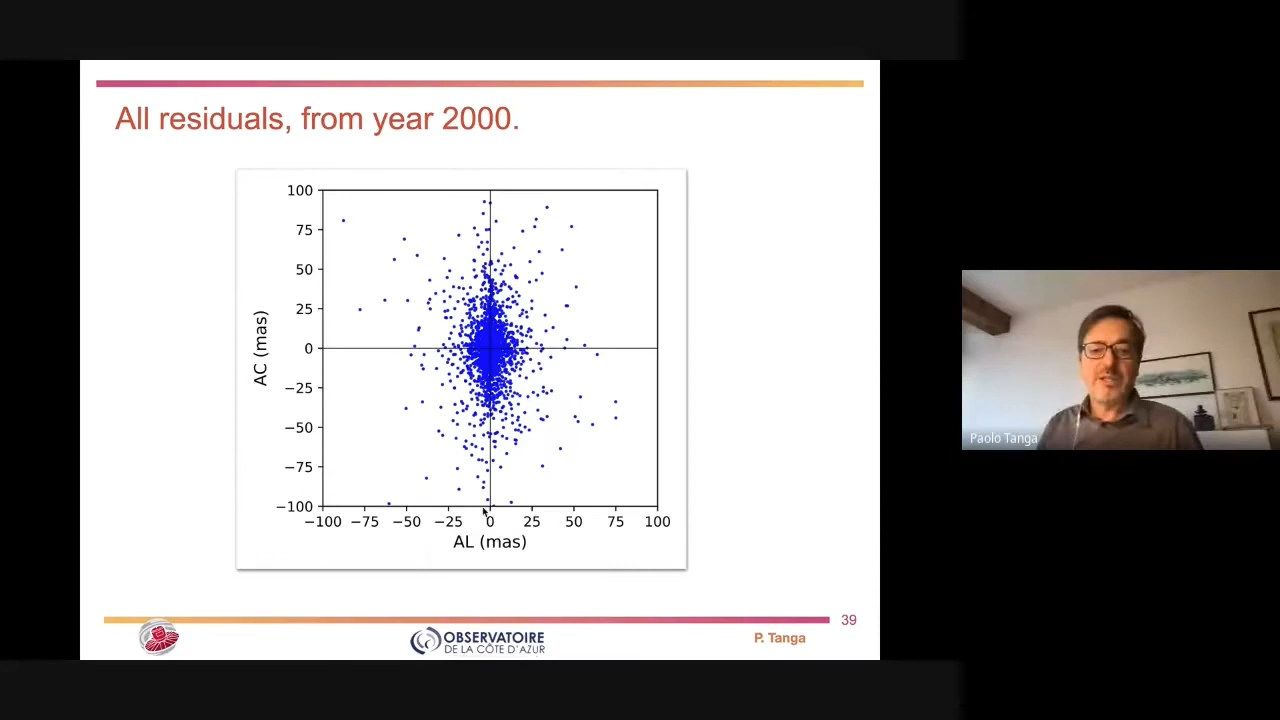 All residuals, from year 2000.
100
75
50
25
0
−25
−50
−75
−100
AC (mas)
−100 −75 −50 −25 0 25 50 75 100
AL (mas)
39
OBSERVATOIRE
DE LA CÔTE D'AZUR
P. Tanga
Paolo Tanga